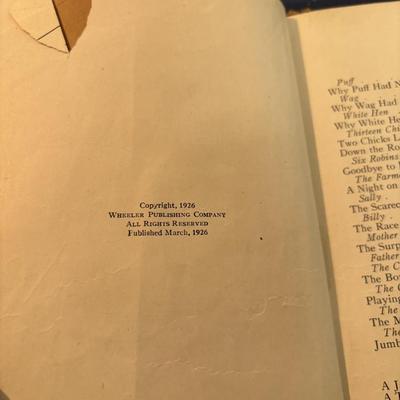 Copyright, 1926
WHEELER PUBLISHING COMPANY
ALL RIGHTS RESERVED
Published March, 1926
Puff
Why Puff Had N
Wag
Why Wag Had
White Hen
Why White He
Thirteen Chi
Two Chicks L
Down the Ro
Six Robins
Goodbye to
The Farme
A Night on
Sally
The Scarec
Billy
The Race
Mother
The Surp
Father
The C
The Bo
The
Playing
The
The M
The
Jumb
A J
A T